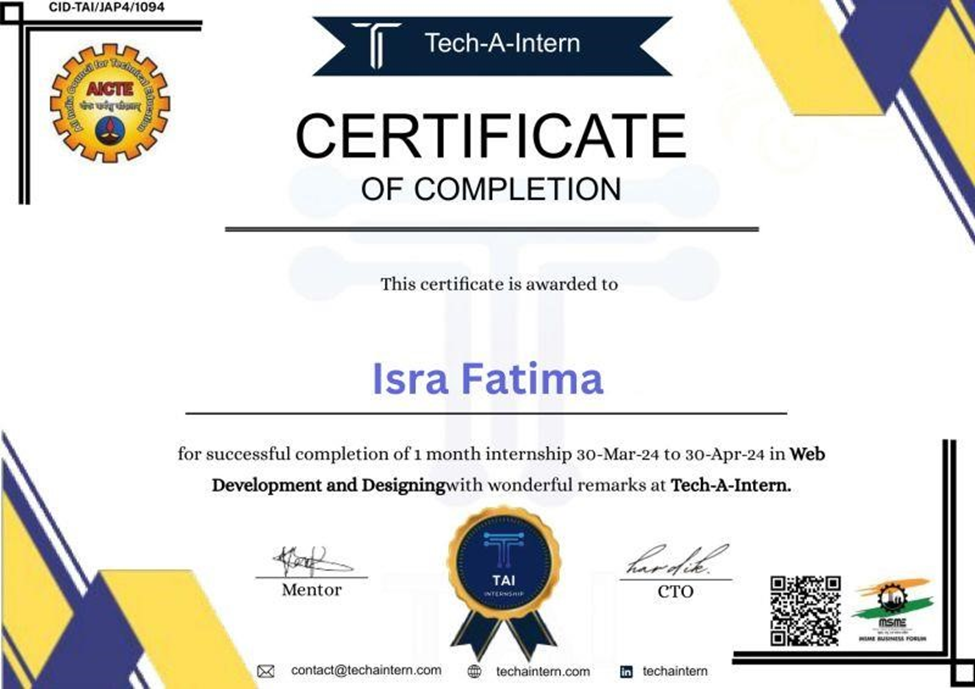 CID-TAI/JAP4/1094
Tech-A-Intern
All India Council for Technical Education
AICTE
CERTIFICATE
OF COMPLETION
This certificate is awarded to
Isra Fatima
for successful completion of 1 month internship 30-Mar-24 to 30-Apr-24 in Web
Development and Designingwith wonderful remarks at Tech-A-Intern.
TAI
INTERNSHIP
hardik.
Mentor
CTO
MSME
MSME BUSINESS FORUM
contact@techaintern.com
techaintern.com
techaintern